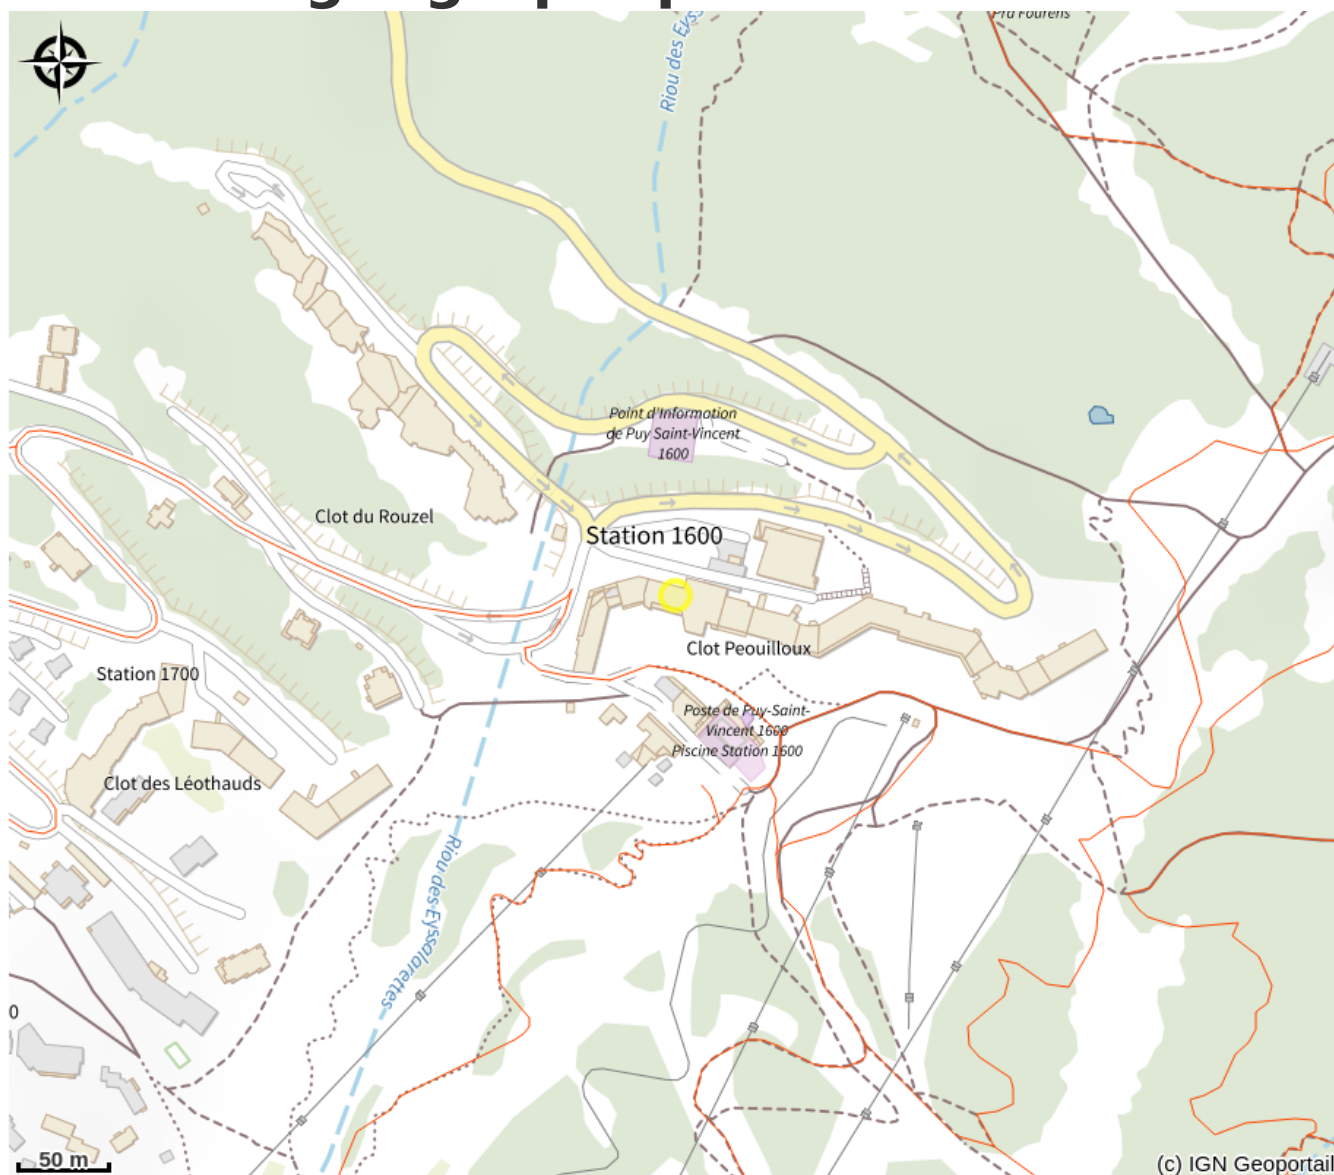 Riou des Eyss
Pra Fourens
Point d'Information
de Puy Saint-Vincent
1600
Clot du Rouzel
Station 1600
Clot Peouilloux
Station 1700
Poste de Puy-Saint-
Vincent 1600
Piscine Station 1600
Clot des Léothauds
Riou-des-Eyssalarettes
0
50 m
(c) IGN Geoportail